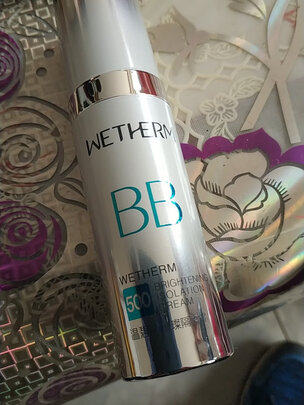 WETHERM
BB
WETHERM
500
BRIGHTENING
ISOLATION
CREAM